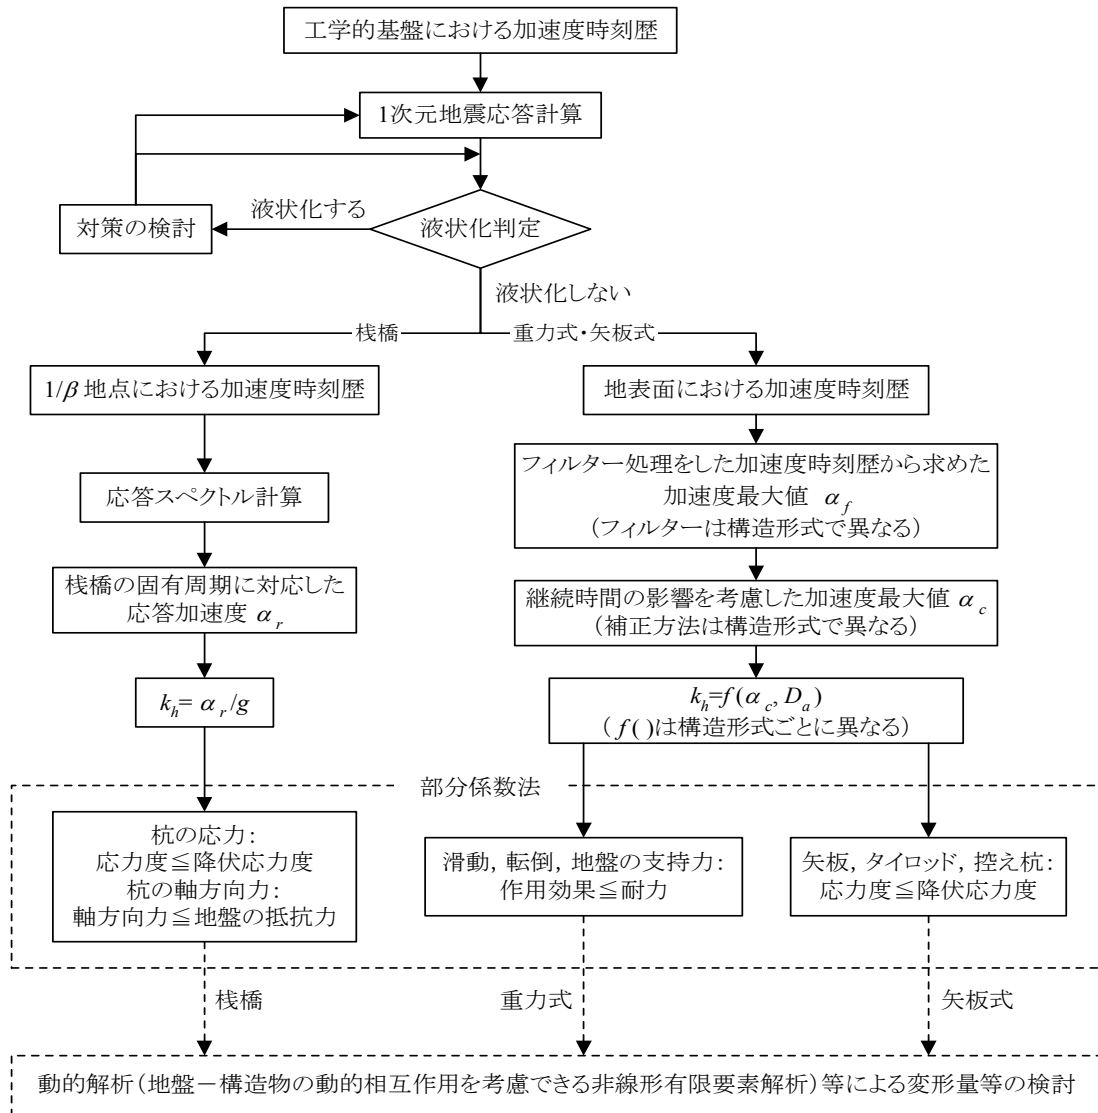 工学的基盤における加速度時刻歴
1次元地震応答計算
液状化する
対策の検討
液状化判定
液状化しない
桟橋
重力式・矢板式
1/β 地点における加速度時刻歴
地表面における加速度時刻歴
応答スペクトル計算
フィルター処理をした加速度時刻歴から求めた
加速度最大値 α_f
(フィルターは構造形式で異なる)
桟橋の固有周期に対応した
応答加速度 α_r
継続時間の影響を考慮した加速度最大値 α_c
(補正方法は構造形式で異なる)
k_h= α_r/g
k_h=f(α_c, D_a)
( f( )は構造形式ごとに異なる)
部分係数法
杭の応力:
応力度≦降伏応力度
杭の軸方向力:
軸方向力≦地盤の抵抗力
滑動, 転倒, 地盤の支持力:
作用効果≦耐力
矢板, タイロッド, 控え杭:
応力度≦降伏応力度
桟橋
重力式
矢板式
動的解析(地盤-構造物の動的相互作用を考慮できる非線形有限要素解析)等による変形量等の検討